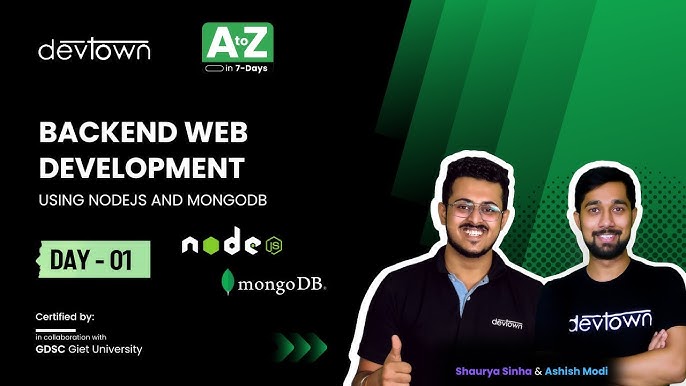 devtown
A to Z
in 7-Days
BACKEND WEB
DEVELOPMENT
USING NODEJS AND MONGODB
DAY - 01
node JS
mongoDB®
Certified by:
in collaboration with
GDSC Giet University
devtown
devtown
Shaurya Sinha & Ashish Modi